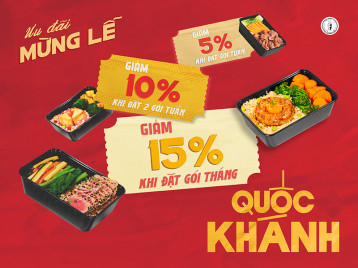 Ưu đãi
MỪNG LỄ
GIẢM
5%
KHI ĐẶT GÓI TUẦN
GIẢM
10%
KHI ĐẶT 2 GÓI TUẦN
GIẢM
15%
KHI ĐẶT GÓI THÁNG
QUỐC
KHÁNH